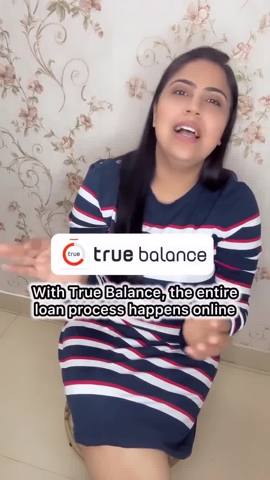 true
true balance
With True Balance, the entire
loan process happens online